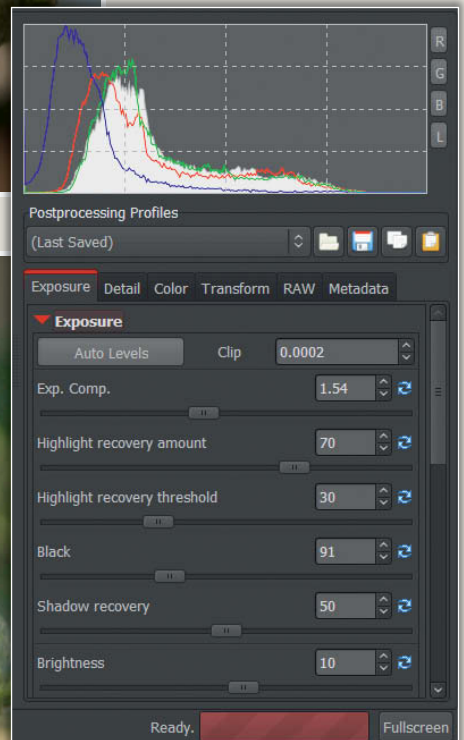 R
G
B
L
Postprocessing Profiles
(Last Saved)
Exposure Detail Color Transform RAW Metadata
Exposure
Auto Levels Clip 0.0002
Exp. Comp. 1.54
Highlight recovery amount 70
Highlight recovery threshold 30
Black 91
Shadow recovery 50
Brightness 10
Ready. Fullscreen